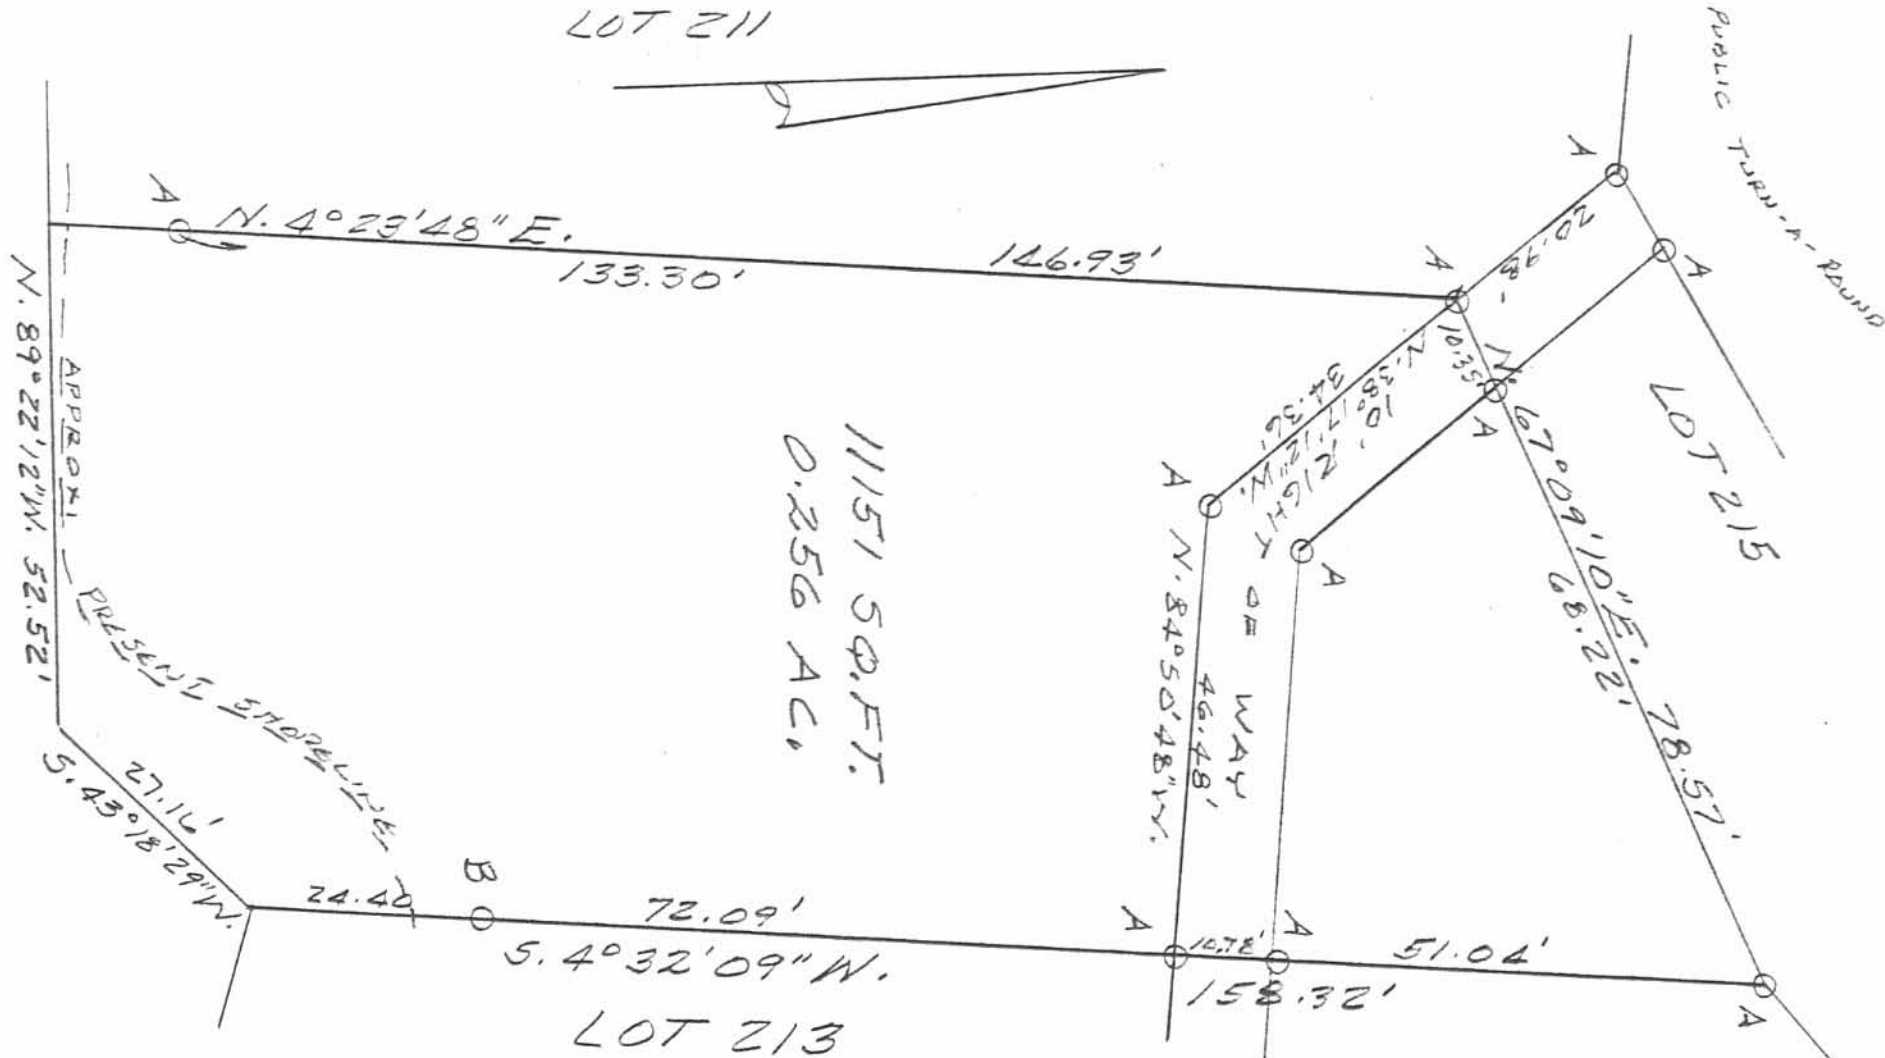 LOT 211
PUBLIC TURN-A-ROUND
A
A
N. 4° 23' 48" E.
133.30'
146.93'
A
A
20.98'
10.35'
N. 67° 09' 10" E. 78.57'
68.22'
A
LOT 215
N. 38° 17' 12" W.
34.36'
10' RIGHT OF WAY
A
A
N. 84° 50' 48" W.
46.48'
N. 89° 22' 12" W. 52.52'
APPROXI
PRESENT SHORELINE
11151 SQ.FT.
0.256 AC.
27.16'
S. 43° 18' 29" W.
24.40
B
72.09'
S. 4° 32' 09" W.
A
10.78'
A
51.04'
158.32'
A
LOT 213